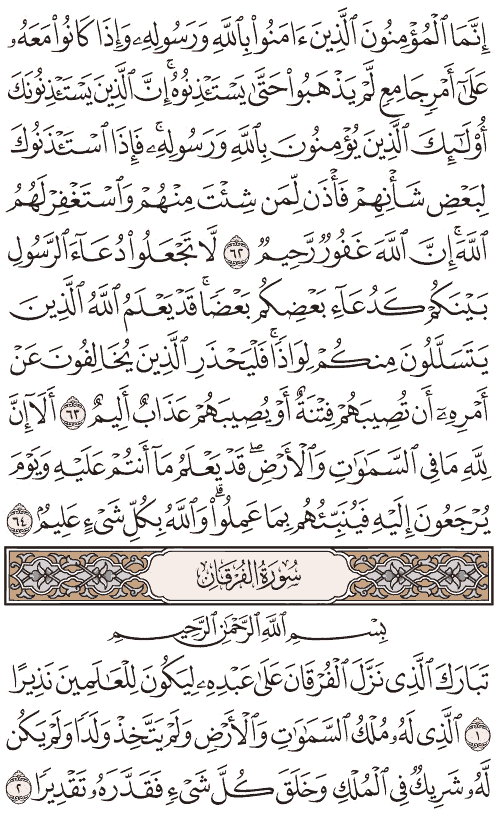 إِنَّمَا ٱلْمُؤْمِنُونَ ٱلَّذِينَ ءَامَنُوا۟ بِٱللَّهِ وَرَسُولِهِۦ وَإِذَا كَانُوا۟ مَعَهُۥ
عَلَىٰٓ أَمْرٍ جَامِعٍ لَّمْ يَذْهَبُوا۟ حَتَّىٰ يَسْتَـْٔذِنُوهُ ۚ إِنَّ ٱلَّذِينَ يَسْتَـْٔذِنُونَكَ
أُو۟لَـٰٓئِكَ ٱلَّذِينَ يُؤْمِنُونَ بِٱللَّهِ وَرَسُولِهِۦ ۚ فَإِذَا ٱسْتَـْٔذَنُوكَ
لِبَعْضِ شَأْنِهِمْ فَأْذَن لِّمَن شِئْتَ مِنْهُمْ وَٱسْتَغْفِرْ لَهُمُ
ٱللَّهَ ۚ إِنَّ ٱللَّهَ غَفُورٌ رَّحِيمٌ ٦٢ لَّا تَجْعَلُوا۟ دُعَآءَ ٱلرَّسُولِ
بَيْنَكُمْ كَدُعَآءِ بَعْضِكُم بَعْضًا ۚ قَدْ يَعْلَمُ ٱللَّهُ ٱلَّذِينَ
يَتَسَلَّلُونَ مِنكُمْ لِوَاذًا ۚ فَلْيَحْذَرِ ٱلَّذِينَ يُخَالِفُونَ عَنْ
أَمْرِهِۦٓ أَن تُصِيبَهُمْ فِتْنَةٌ أَوْ يُصِيبَهُمْ عَذَابٌ أَلِيمٌ ٦٣ أَلَآ إِنَّ
لِلَّهِ مَا فِى ٱلسَّمَـٰوَٰتِ وَٱلْأَرْضِ ۖ قَدْ يَعْلَمُ مَآ أَنتُمْ عَلَيْهِ وَيَوْمَ
يُرْجَعُونَ إِلَيْهِ فَيُنَبِّئُهُم بِمَا عَمِلُوا۟ ۗ وَٱللَّهُ بِكُلِّ شَىْءٍ عَلِيمٌۢ ٦٤
سُورَةُ الفُرْقَانِ
بِسْمِ ٱللَّهِ ٱلرَّحْمَـٰنِ ٱلرَّحِيمِ
تَبَارَكَ ٱلَّذِى نَزَّلَ ٱلْفُرْقَانَ عَلَىٰ عَبْدِهِۦ لِيَكُونَ لِلْعَـٰلَمِينَ نَذِيرًا
١ ٱلَّذِى لَهُۥ مُلْكُ ٱلسَّمَـٰوَٰتِ وَٱلْأَرْضِ وَلَمْ يَتَّخِذْ وَلَدًا وَلَمْ يَكُن
لَّهُۥ شَرِيكٌ فِى ٱلْمُلْكِ وَخَلَقَ كُلَّ شَىْءٍ فَقَدَّرَهُۥ تَقْدِيرًا ٢